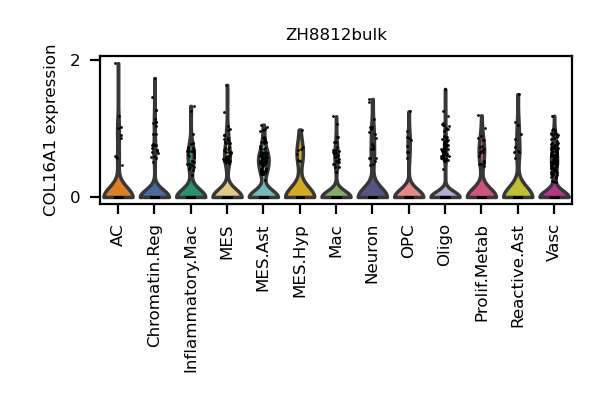 ZH8812bulk
COL16A1 expression
2
0
AC
Chromatin.Reg
Inflammatory.Mac
MES
MES.Ast
MES.Hyp
Mac
Neuron
OPC
Oligo
Prolif.Metab
Reactive.Ast
Vasc